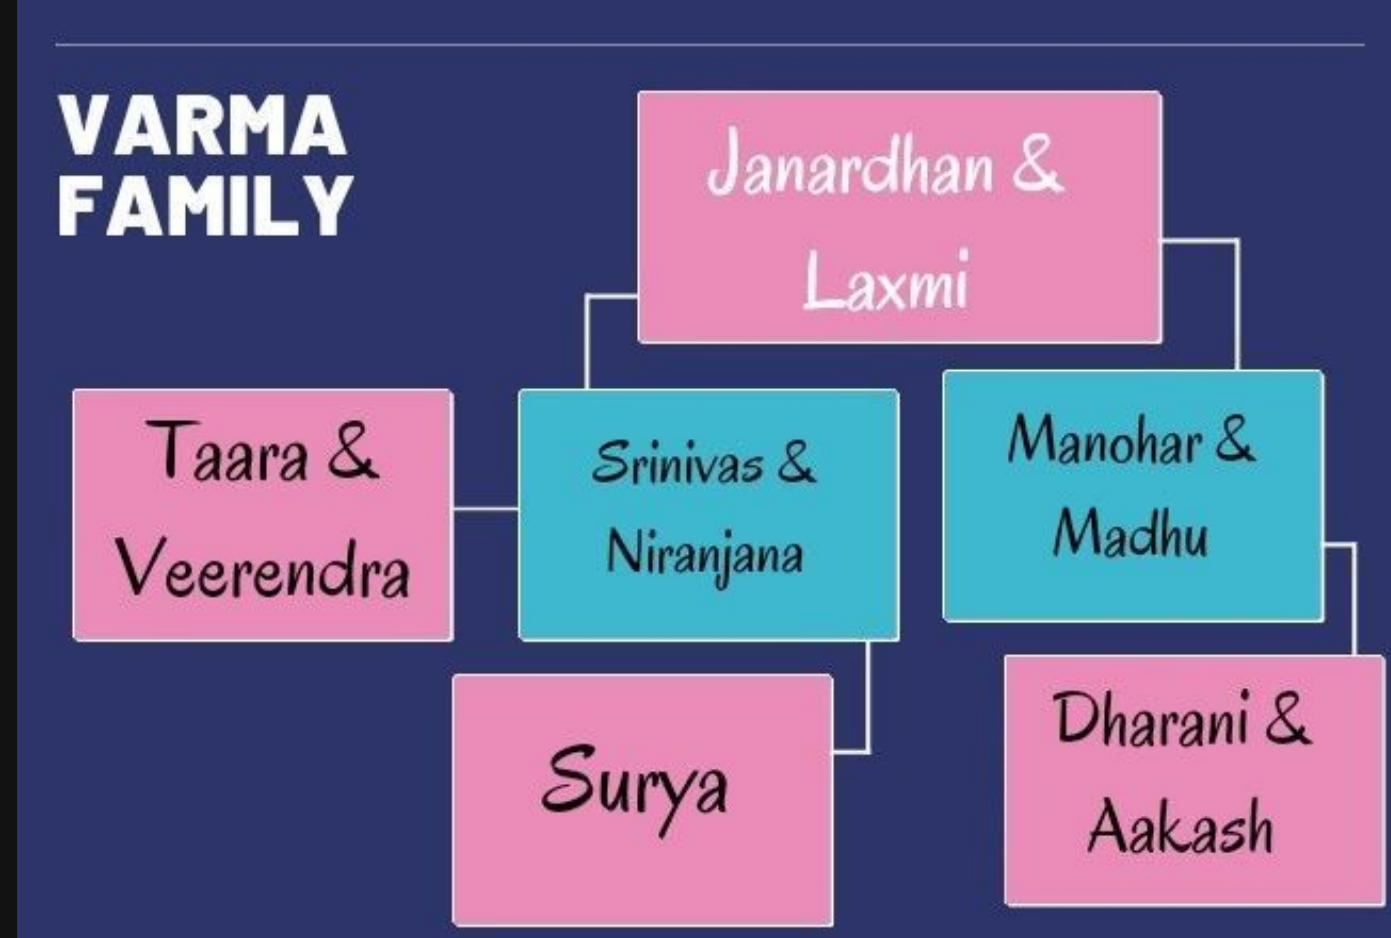 VARMA
FAMILY
Janardhan &
Laxmi
Taara &
Veerendra
Srinivas &
Niranjana
Manohar &
Madhu
Surya
Dharani &
Aakash